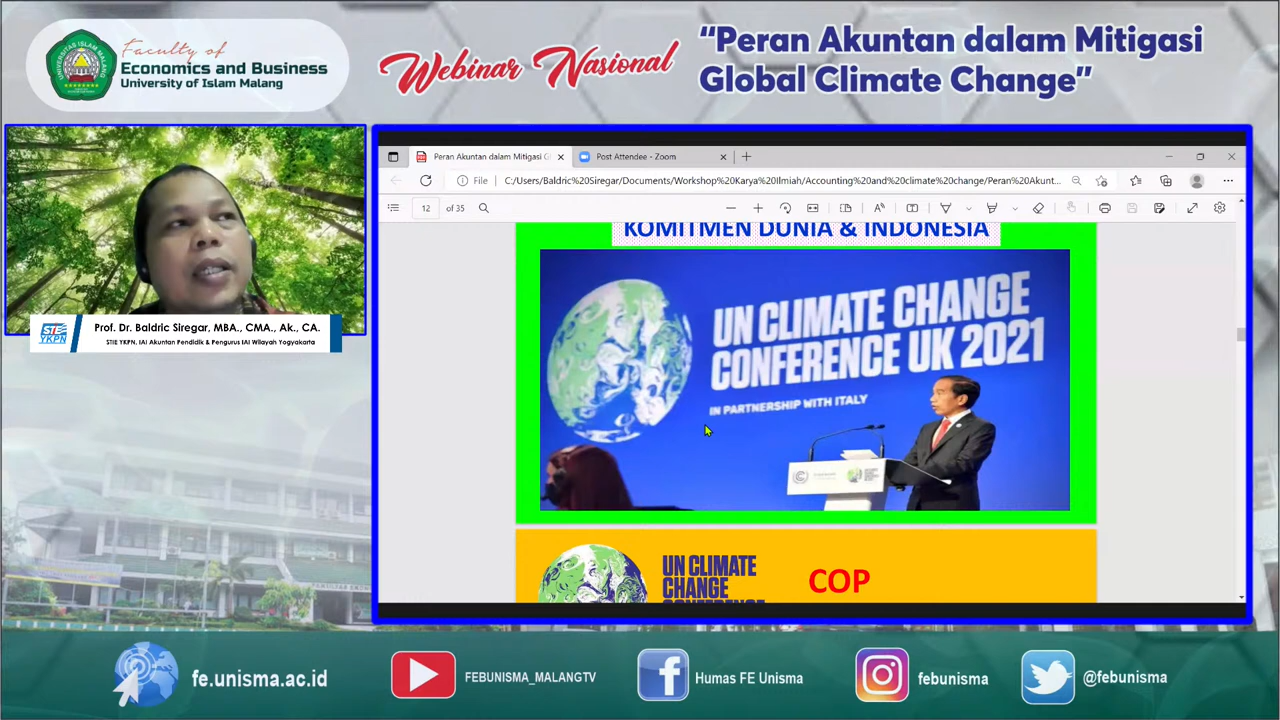 UNIVERSITAS ISLAM MALANG
Faculty of
Economics and Business
University of Islam Malang
Webinar Nasional
“Peran Akuntan dalam Mitigasi
Global Climate Change”
Peran Akuntan dalam Mitigasi G
Post Attendee - Zoom
File
C:/Users/Baldric%20Siregar/Documents/Workshop%20Karya%20Ilmiah/Accounting%20and%20climate%20change/Peran%20Akunt...
12 of 35
KOMITMEN DUNIA & INDONESIA
UN CLIMATE CHANGE
CONFERENCE UK 2021
IN PARTNERSHIP WITH ITALY
STIE YKPN
Prof. Dr. Baldric Siregar, MBA., CMA., Ak., CA.
STIE YKPN, IAI Akuntan Pendidik & Pengurus IAI Wilayah Yogyakarta
UN CLIMATE
CHANGE
CONFERENCE
COP
fe.unisma.ac.id
FEBUNISMA_MALANGTV
Humas FE Unisma
febunisma
@febunisma